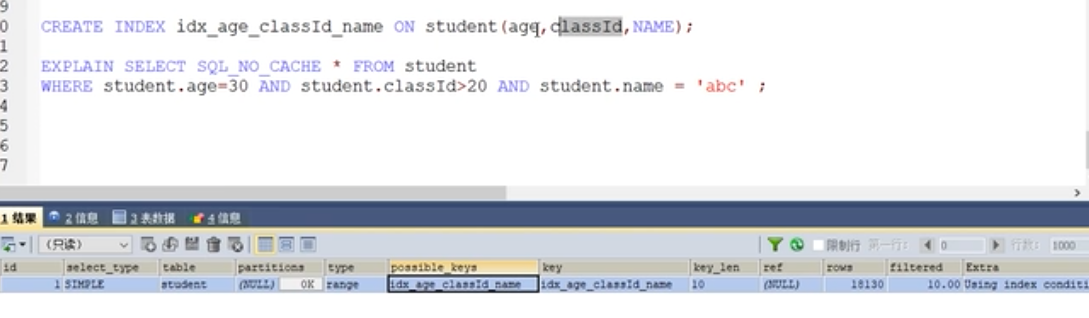 9
0 CREATE INDEX idx_age_classId_name ON student(age,classId,NAME);
1
2 EXPLAIN SELECT SQL_NO_CACHE * FROM student
3 WHERE student.age=30 AND student.classId>20 AND student.name = 'abc' ;
4
5
6
7
1 结果 2 信息 3 表数据 4 信息
(只读) 限制行 第一行: 0 行数: 1000
id select_type table partitions type possible_keys key key_len ref rows filtered Extra
1 SIMPLE student (NULL) 0K range idx_age_classId_name idx_age_classId_name 10 (NULL) 18130 10.00 Using index conditi